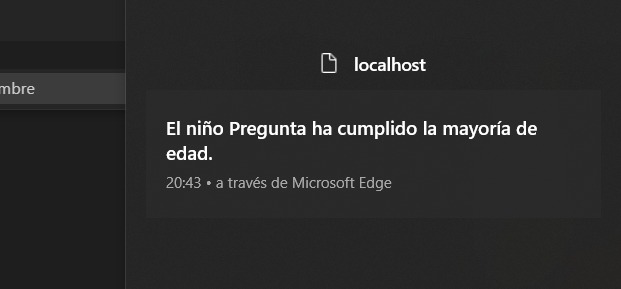 localhost
mbre
El niño Pregunta ha cumplido la mayoría de
edad.
20:43 • a través de Microsoft Edge